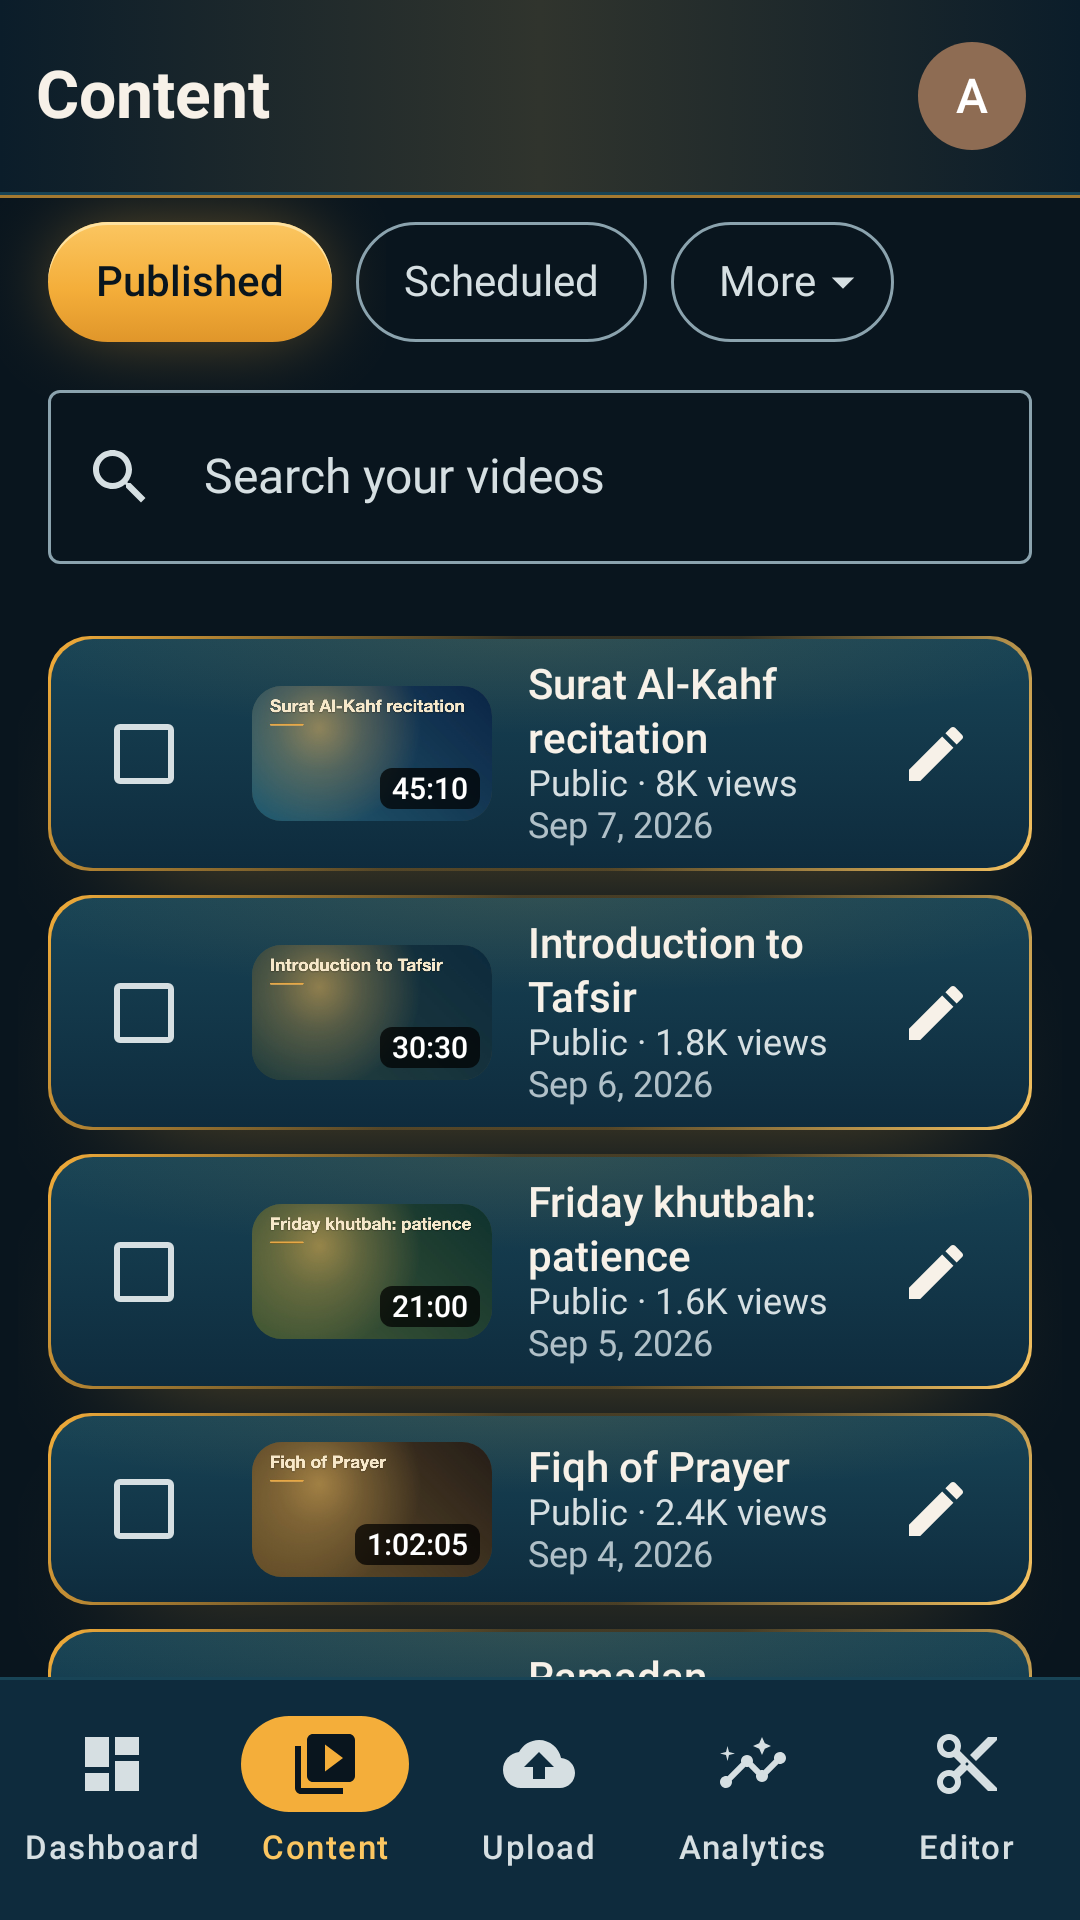 Content
A
Published
Scheduled
More
Search your videos
Surat Al-Kahf recitation
45:10
Surat Al-Kahf
recitation
Public · 8K views
Sep 7, 2026
Introduction to Tafsir
30:30
Introduction to
Tafsir
Public · 1.8K views
Sep 6, 2026
Friday khutbah: patience
21:00
Friday khutbah:
patience
Public · 1.6K views
Sep 5, 2026
Fiqh of Prayer
1:02:05
Fiqh of Prayer
Public · 2.4K views
Sep 4, 2026
Ramadan
Dashboard
Content
Upload
Analytics
Editor